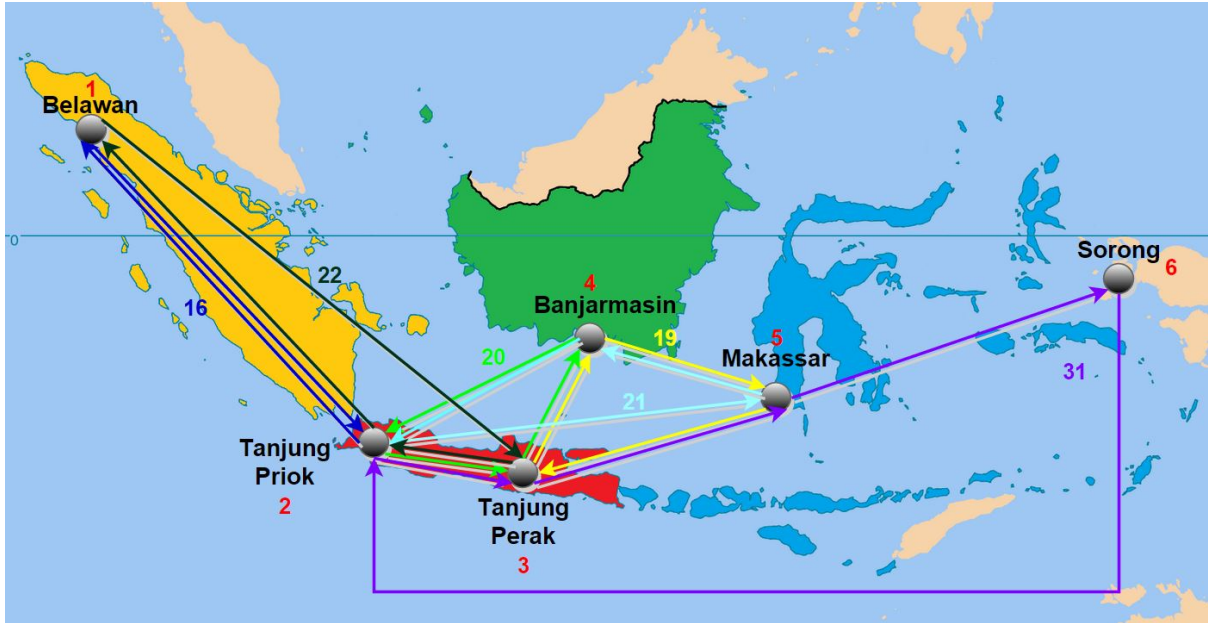 1
Belawan
0
22
16
Sorong
6
4
Banjarmasin
19
5
Makassar
20
21
31
Tanjung
Priok
2
Tanjung
Perak
3